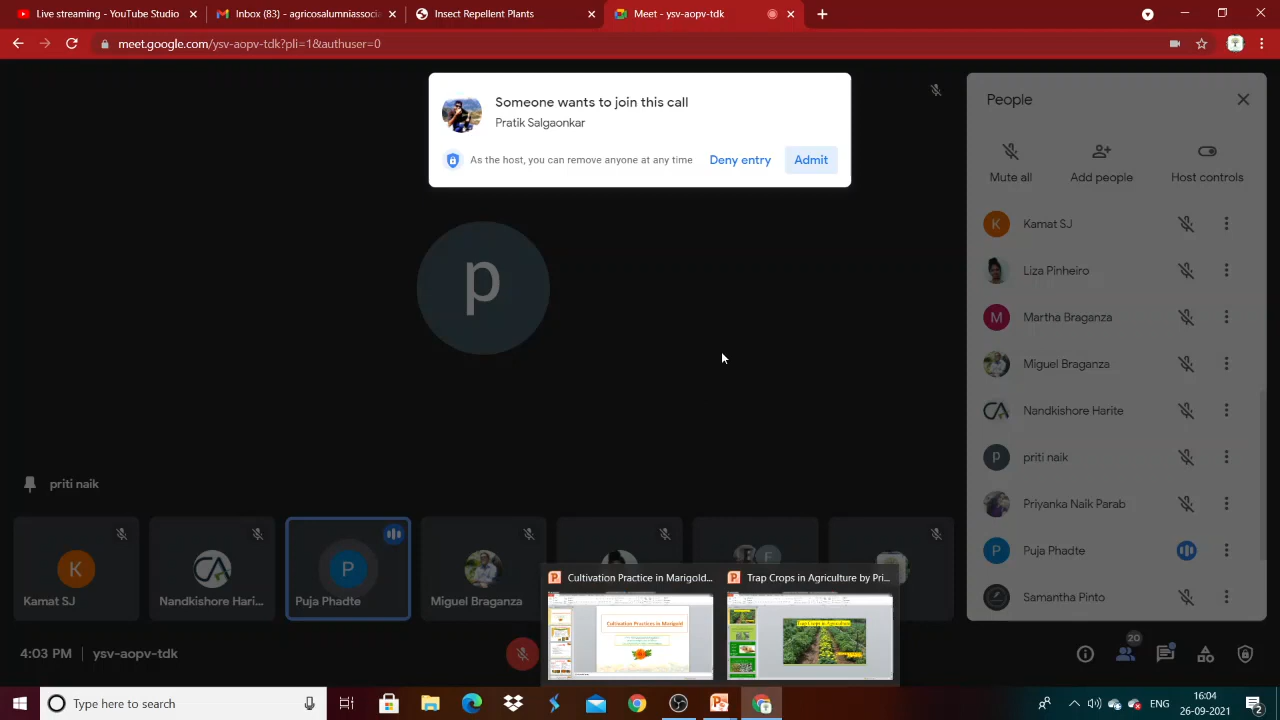 Live streaming - YouTube Studio
Inbox (83) - agricosalumniassocia
Insect Repellent Plants
Meet - ysv-aopv-tdk
meet.google.com/ysv-aopv-tdk?pli=1&authuser=0
Someone wants to join this call
Pratik Salgaonkar
As the host, you can remove anyone at any time
Deny entry
Admit
People
Mute all
Add people
Host controls
p
K
Kamat SJ
Liza Pinheiro
M
Martha Braganza
Miguel Braganza
Nandkishore Harite
p
priti naik
Priyanka Naik Parab
P
Puja Phadte
Samantha Pinto
priti naik
K
Kamat SJ
Nandkishore Hari...
P
Puja Phadte
Miguel Braganza
F
Cultivation Practice in Marigold...
Cultivation Practices in Marigold
Trap Crops in Agriculture by Pri...
Trap Crops in Agriculture
4:03 PM
ysv-aopv-tdk
20
Type here to search
ENG
16:04
26-09-2021
2